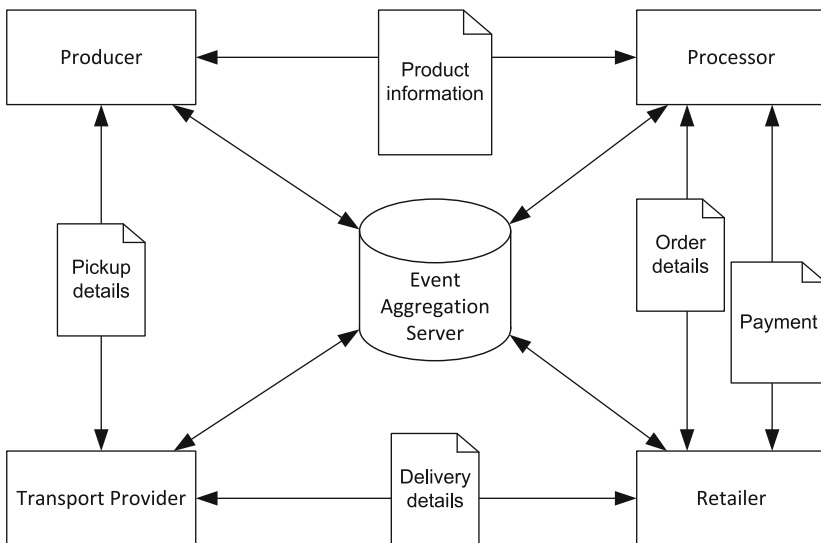 Producer
Product
information
Processor
Pickup
details
Event
Aggregation
Server
Order
details
Payment
Transport Provider
Delivery
details
Retailer